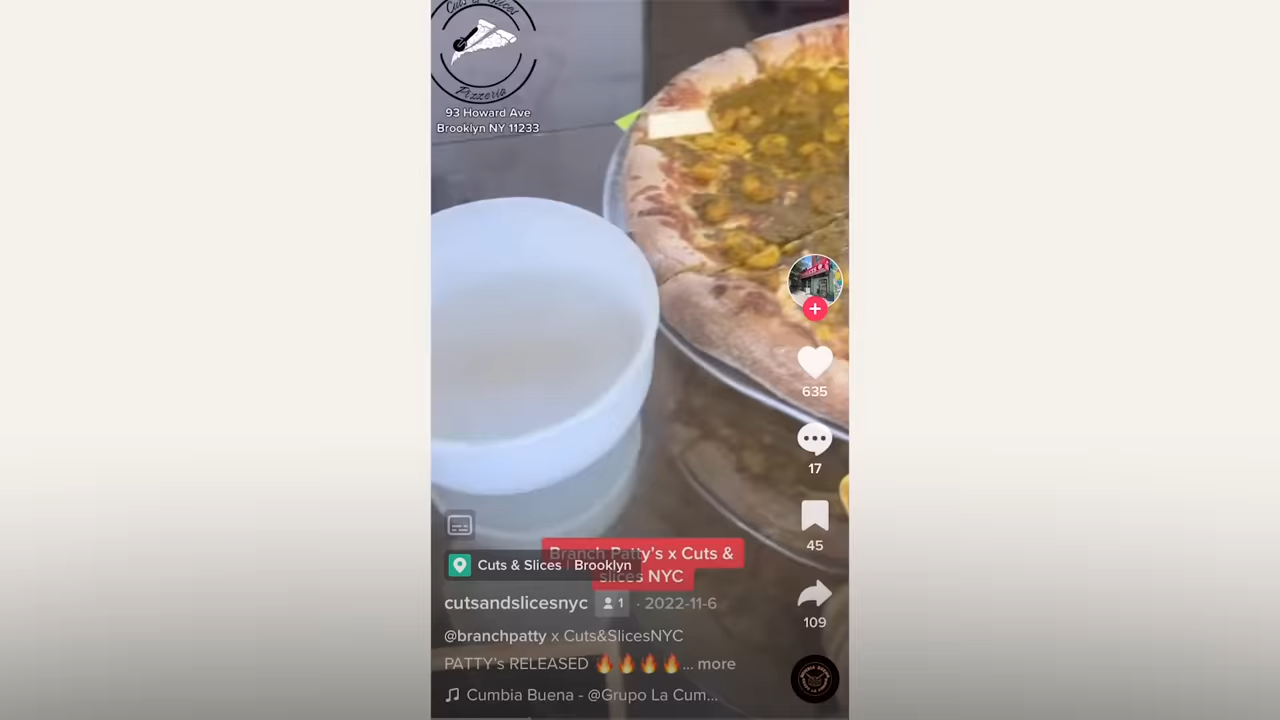 Cuts & Slices
Pizzeria
93 Howard Ave
Brooklyn NY 11233
635
17
45
Branch Patty's x Cuts &
slices NYC
Cuts & Slices | Brooklyn
cutsandslicesnyc 1 · 2022-11-6
109
@branchpatty x Cuts&SlicesNYC
PATTY's RELEASED 🔥🔥🔥🔥... more
Cumbia Buena - @Grupo La Cum...